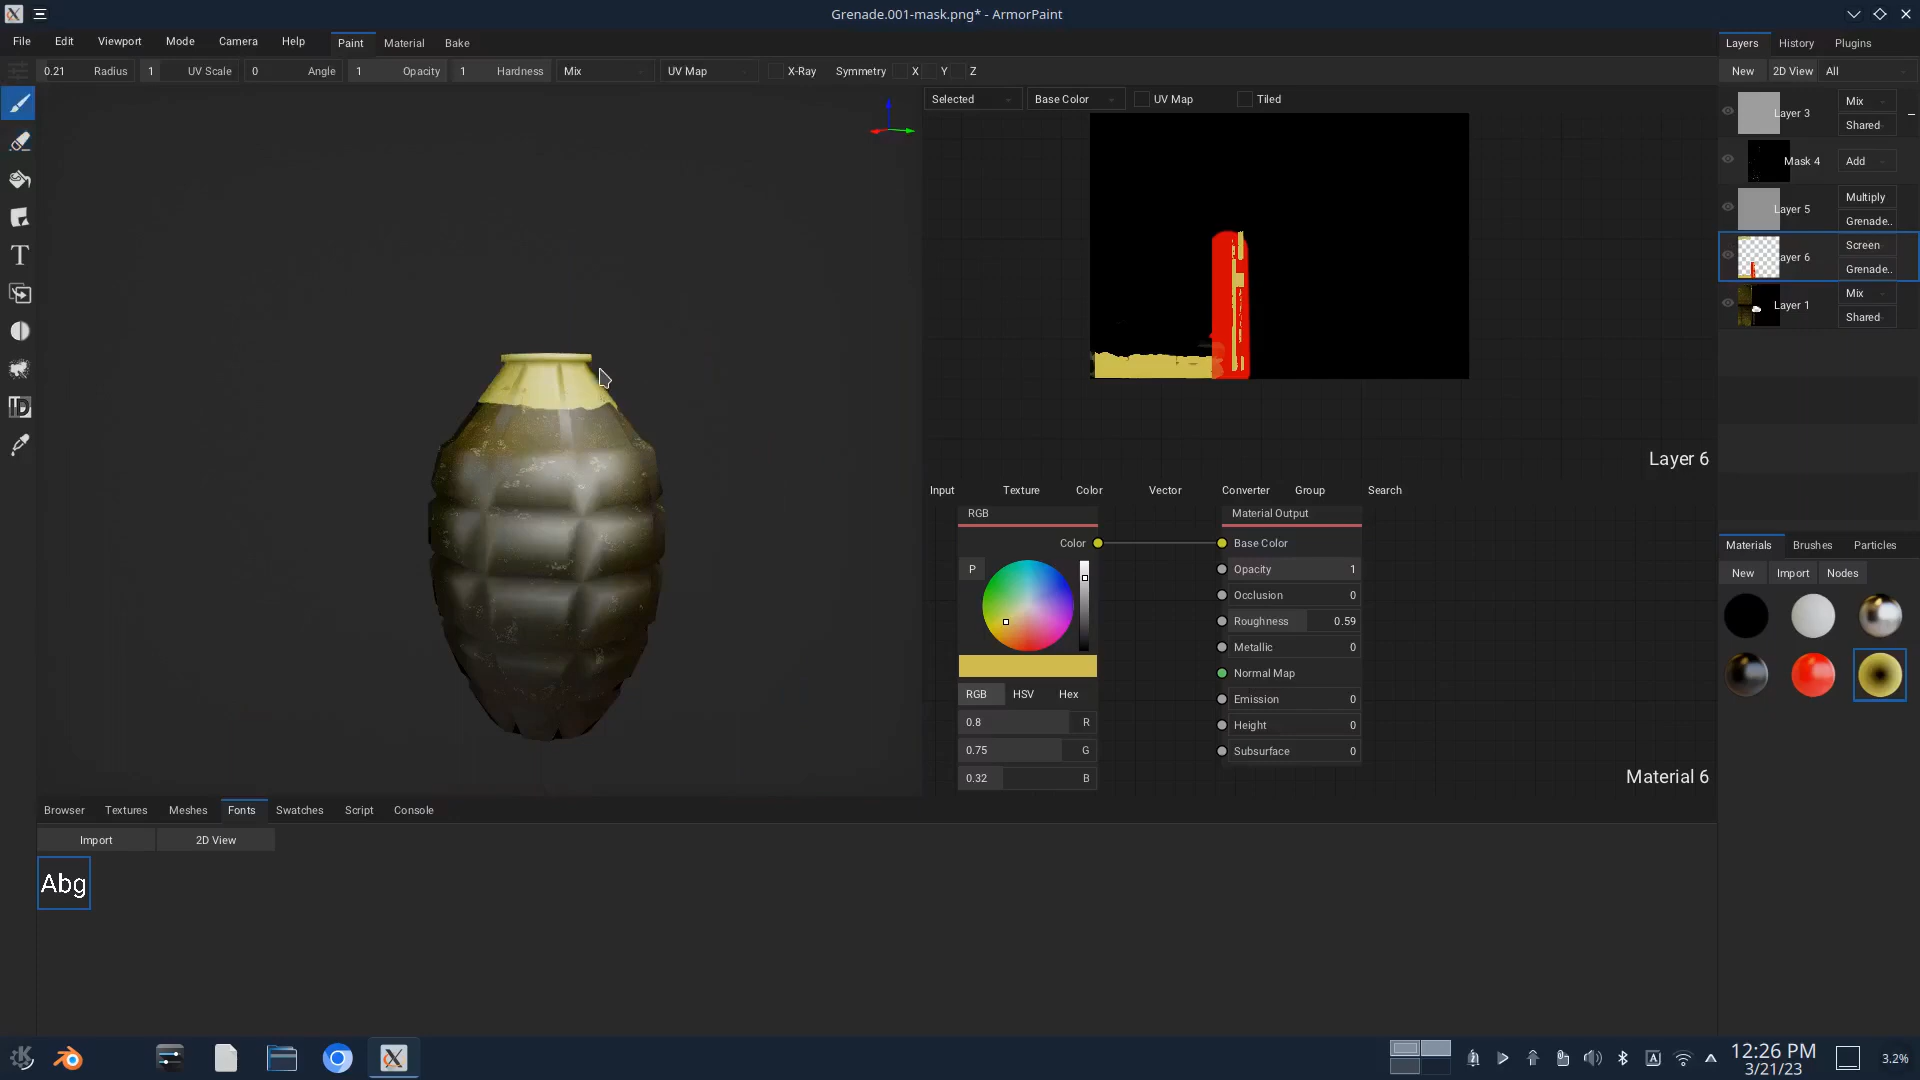 Grenade.001-mask.png* - ArmorPaint
File Edit Viewport Mode Camera Help Paint Material Bake
Layers History Plugins
0.21 Radius 1 UV Scale 0 Angle 1 Opacity 1 Hardness Mix UV Map X-Ray Symmetry X Y Z
New 2D View All
Selected Base Color UV Map Tiled
Layer 3 Mix
Shared
Mask 4 Add
Layer 5 Multiply
Grenade..
ayer 6 Screen
Grenade..
Layer 1 Mix
Shared
Layer 6
Input Texture Color Vector Converter Group Search
RGB Material Output
Color Base Color
P
Opacity 1
Occlusion 0
Roughness 0.59
Metallic 0
Normal Map
RGB HSV Hex
Emission 0
0.8 R
Height 0
0.75 G
Subsurface 0
0.32 B
Material 6
Materials Brushes Particles
New Import Nodes
Browser Textures Meshes Fonts Swatches Script Console
Import 2D View
Abg
T
ID
A
12:26 PM
3/21/23
3.2%